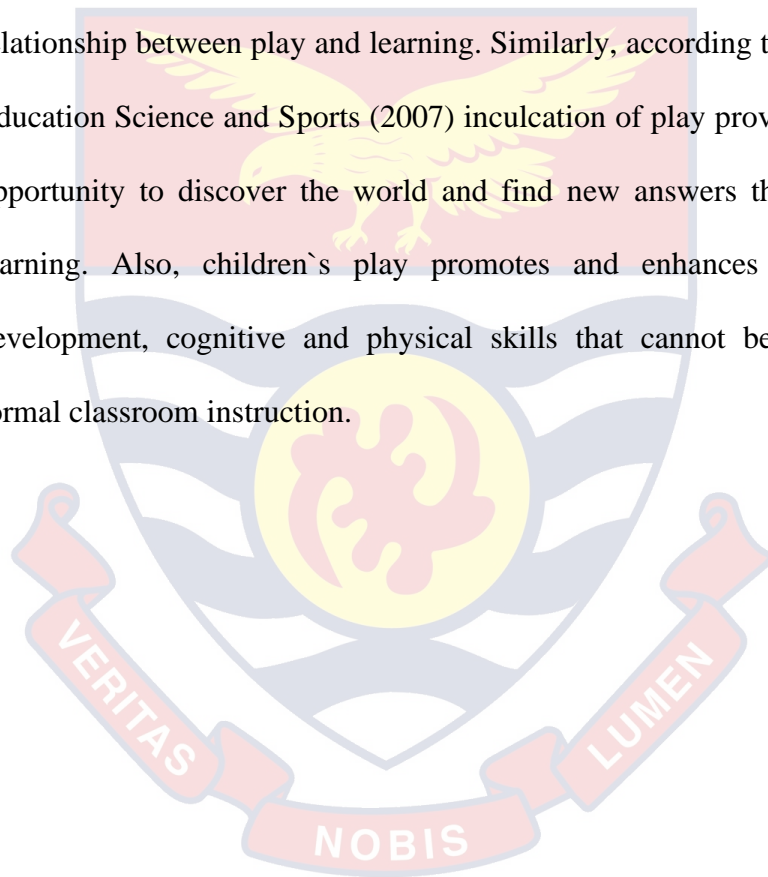 elationship between play and learning. Similarly, according t
ducation Science and Sports (2007) inculcation of play prov
pportunity to discover the world and find new answers th
arning. Also, children`s play promotes and enhances
evelopment, cognitive and physical skills that cannot be
ormal classroom instruction.
VERITAS
NOBIS
LUMEN